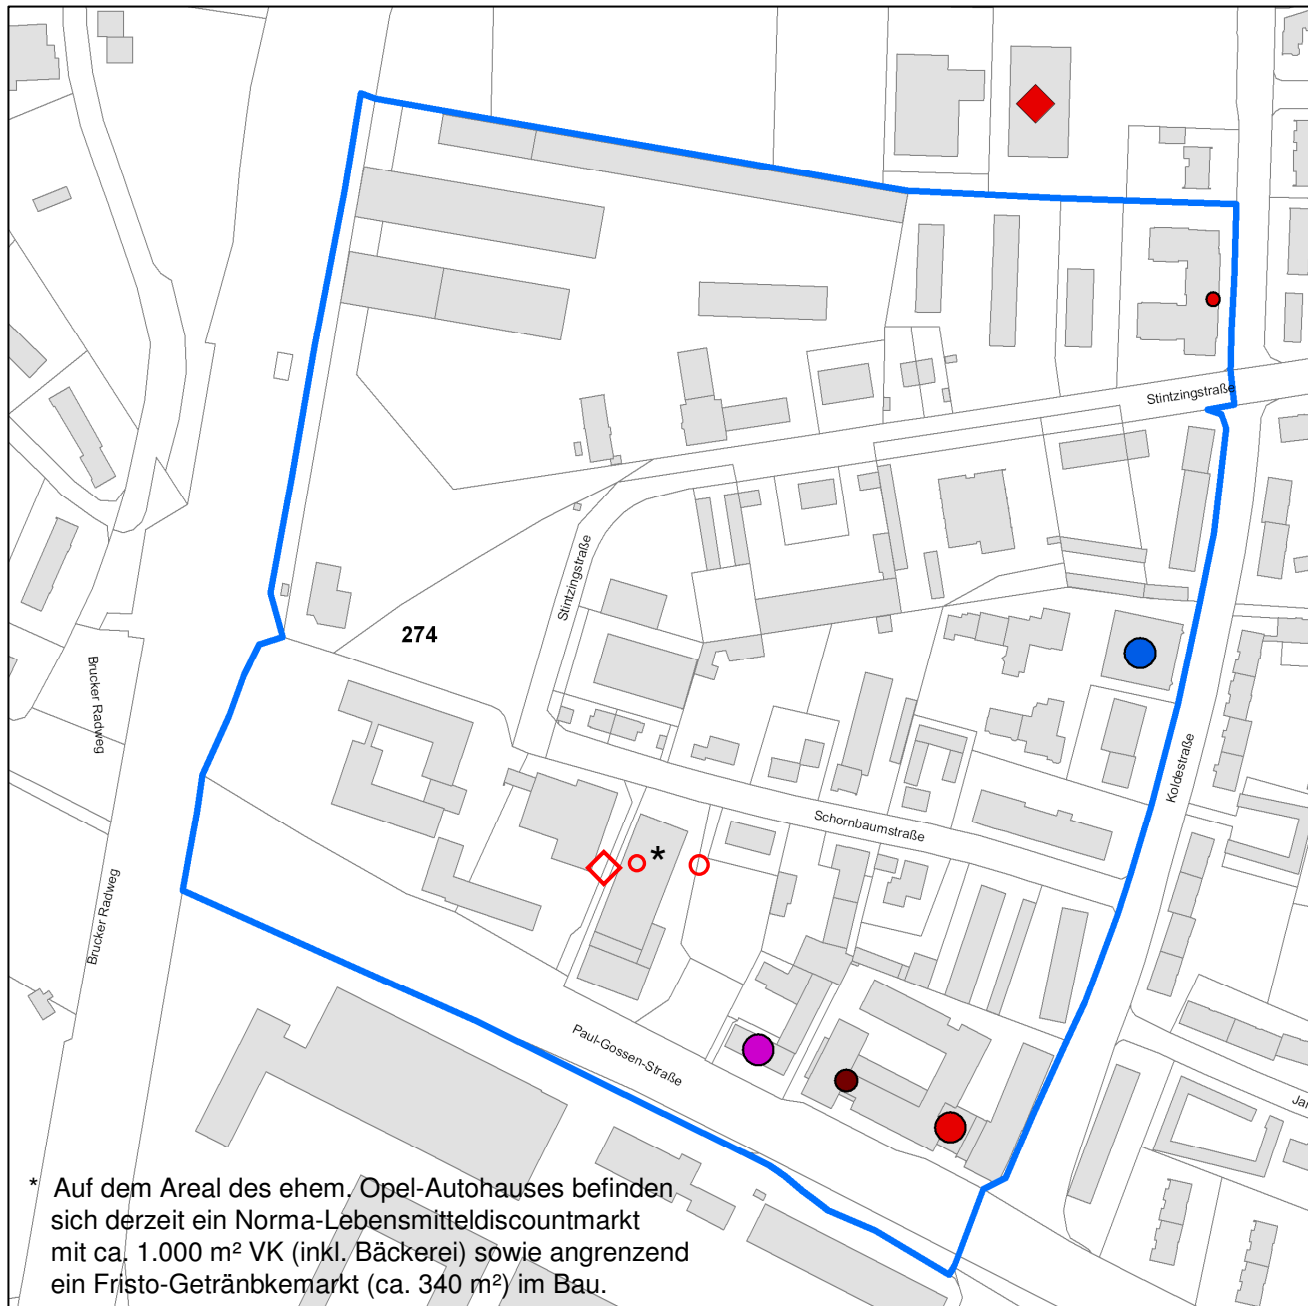 Stintzingstraße
Stintzingstraße
274
Brucker Radweg
Koldestraße
Schornbaumstraße
*
Brucker Radweg
Paul-Gossen-Straße
* Auf dem Areal des ehem. Opel-Autohauses befinden
sich derzeit ein Norma-Lebensmitteldiscountmarkt
mit ca. 1.000 m² VK (inkl. Bäckerei) sowie angrenzend
ein Fristo-Getränbkemarkt (ca. 340 m²) im Bau.